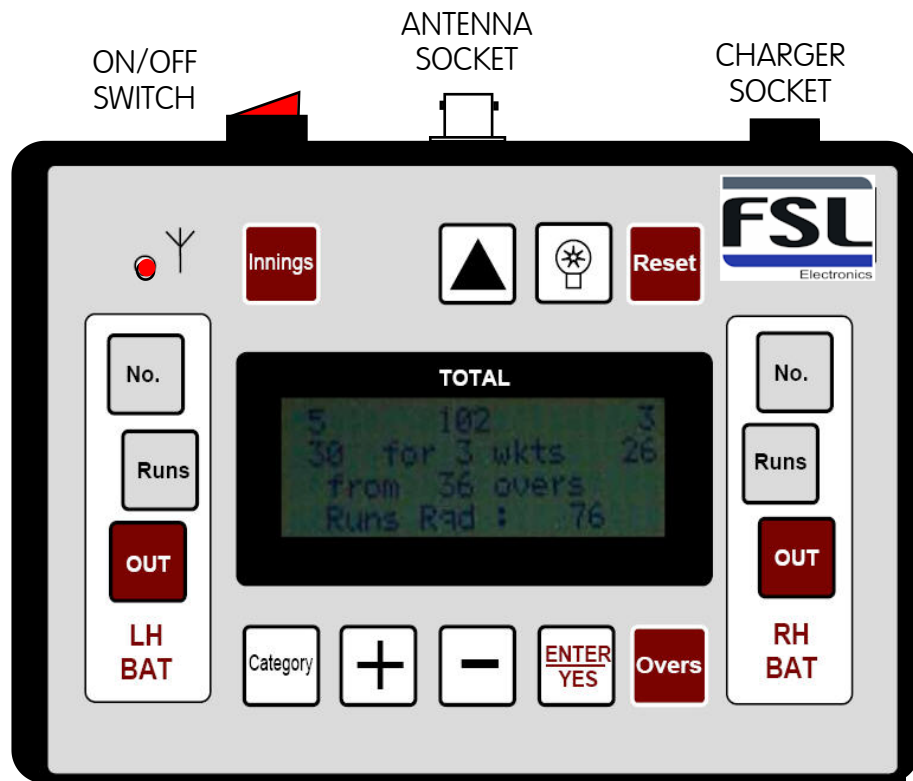 ON/OFF
SWITCH
ANTENNA
SOCKET
CHARGER
SOCKET
Innings
Reset
FSL
Electronics
No.
Runs
OUT
LH
BAT
TOTAL
5 102 3
30 for 3 wkts 26
from 36 overs
Runs Rqd : 76
No.
Runs
OUT
RH
BAT
Category
+
-
ENTER
YES
Overs